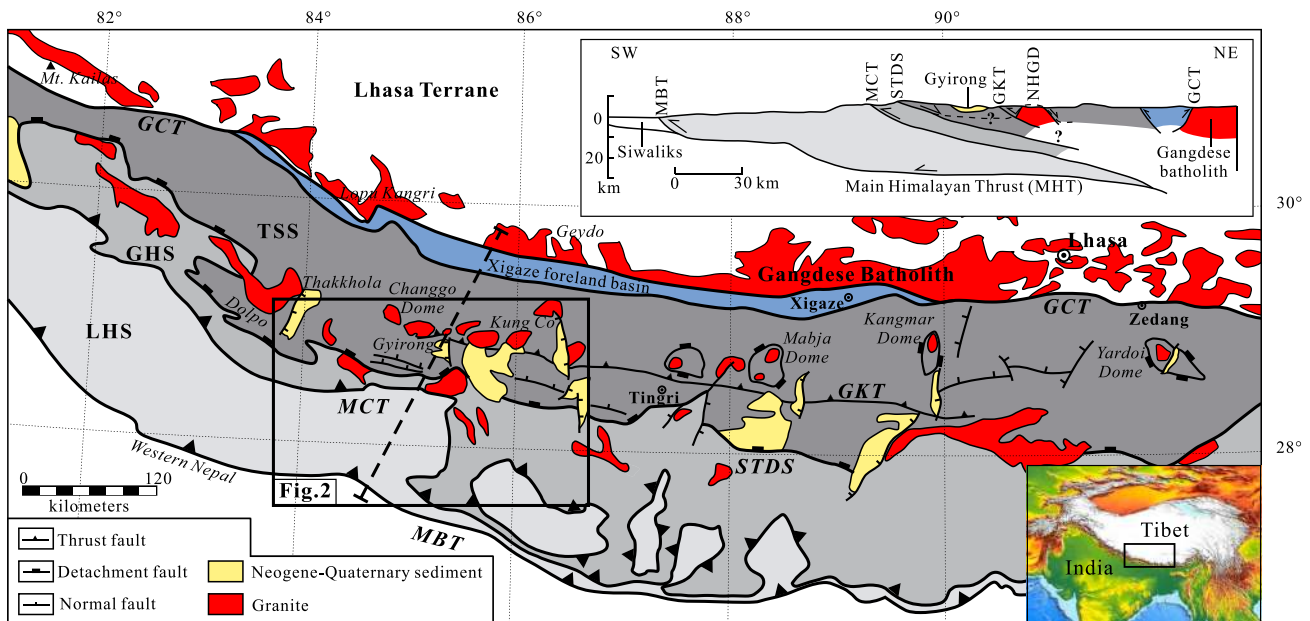 82
84
86
88
90
SW
NE
MBT
MCT
STDS
Gyirong
GKT
NHGD
GCT
0
20
km
Siwaliks
0 30 km
?
?
Main Himalayan Thrust (MHT)
Gangdese
batholith
Mt. Kailas
Lhasa Terrane
GCT
Lopu Kangri
30°
TSS
GHS
Geydo
Lhasa
Gangdese Batholith
Xigaze foreland basin
Xigaze
GCT
Zedang
Thakkhola
Changgo
Dome
Kung Co
Dolpo
Gyirong
Mabja
Dome
Kangmar
Dome
Yardoi
Dome
LHS
MCT
Tingri
GKT
28°
STDS
Western Nepal
Fig.2
MBT
0 120
kilometers
Thrust fault
Detachment fault
Normal fault
Neogene-Quaternary sediment
Granite
Tibet
India